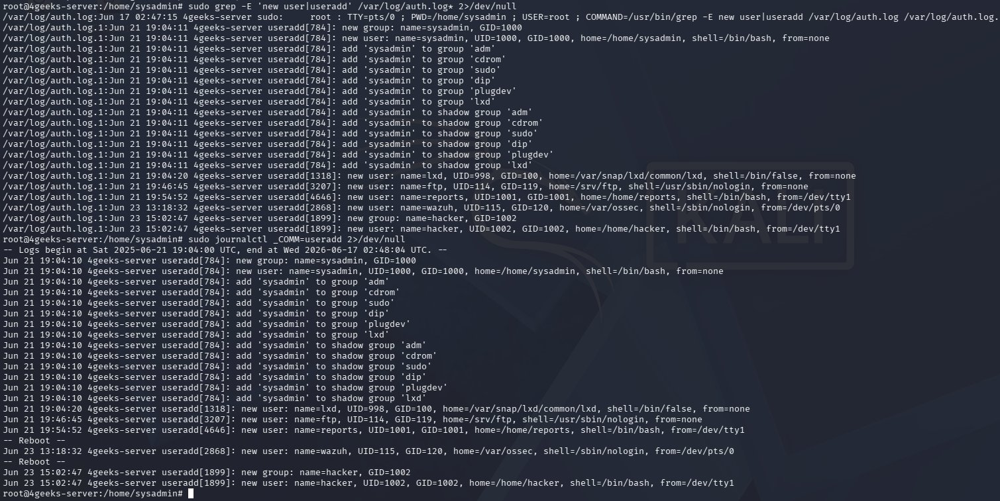 root@4geeks-server:/home/sysadmin# sudo grep -E 'new user|useradd' /var/log/auth.log* 2>/dev/null
/var/log/auth.log:Jun 17 02:47:15 4geeks-server sudo:     root : TTY=pts/0 ; PWD=/home/sysadmin ; USER=root ; COMMAND=/usr/bin/grep -E new user|useradd /var/log/auth.log /var/log/auth.log.
/var/log/auth.log.1:Jun 21 19:04:11 4geeks-server useradd[784]: new group: name=sysadmin, GID=1000
/var/log/auth.log.1:Jun 21 19:04:11 4geeks-server useradd[784]: new user: name=sysadmin, UID=1000, GID=1000, home=/home/sysadmin, shell=/bin/bash, from=none
/var/log/auth.log.1:Jun 21 19:04:11 4geeks-server useradd[784]: add 'sysadmin' to group 'adm'
/var/log/auth.log.1:Jun 21 19:04:11 4geeks-server useradd[784]: add 'sysadmin' to group 'cdrom'
/var/log/auth.log.1:Jun 21 19:04:11 4geeks-server useradd[784]: add 'sysadmin' to group 'sudo'
/var/log/auth.log.1:Jun 21 19:04:11 4geeks-server useradd[784]: add 'sysadmin' to group 'dip'
/var/log/auth.log.1:Jun 21 19:04:11 4geeks-server useradd[784]: add 'sysadmin' to group 'plugdev'
/var/log/auth.log.1:Jun 21 19:04:11 4geeks-server useradd[784]: add 'sysadmin' to group 'lxd'
/var/log/auth.log.1:Jun 21 19:04:11 4geeks-server useradd[784]: add 'sysadmin' to shadow group 'adm'
/var/log/auth.log.1:Jun 21 19:04:11 4geeks-server useradd[784]: add 'sysadmin' to shadow group 'cdrom'
/var/log/auth.log.1:Jun 21 19:04:11 4geeks-server useradd[784]: add 'sysadmin' to shadow group 'sudo'
/var/log/auth.log.1:Jun 21 19:04:11 4geeks-server useradd[784]: add 'sysadmin' to shadow group 'dip'
/var/log/auth.log.1:Jun 21 19:04:11 4geeks-server useradd[784]: add 'sysadmin' to shadow group 'plugdev'
/var/log/auth.log.1:Jun 21 19:04:11 4geeks-server useradd[784]: add 'sysadmin' to shadow group 'lxd'
/var/log/auth.log.1:Jun 21 19:04:20 4geeks-server useradd[1318]: new user: name=lxd, UID=998, GID=100, home=/var/snap/lxd/common/lxd, shell=/bin/false, from=none
/var/log/auth.log.1:Jun 21 19:46:45 4geeks-server useradd[3207]: new user: name=ftp, UID=114, GID=119, home=/srv/ftp, shell=/usr/sbin/nologin, from=none
/var/log/auth.log.1:Jun 21 19:54:52 4geeks-server useradd[4646]: new user: name=reports, UID=1001, GID=1001, home=/home/reports, shell=/bin/bash, from=/dev/tty1
/var/log/auth.log.1:Jun 23 13:18:32 4geeks-server useradd[2868]: new user: name=wazuh, UID=115, GID=120, home=/var/ossec, shell=/sbin/nologin, from=/dev/pts/0
/var/log/auth.log.1:Jun 23 15:02:47 4geeks-server useradd[1899]: new group: name=hacker, GID=1002
/var/log/auth.log.1:Jun 23 15:02:47 4geeks-server useradd[1899]: new user: name=hacker, UID=1002, GID=1002, home=/home/hacker, shell=/bin/bash, from=/dev/tty1
root@4geeks-server:/home/sysadmin# sudo journalctl _COMM=useradd 2>/dev/null
-- Logs begin at Sat 2025-06-21 19:04:00 UTC, end at Wed 2026-06-17 02:48:04 UTC. --
Jun 21 19:04:10 4geeks-server useradd[784]: new group: name=sysadmin, GID=1000
Jun 21 19:04:10 4geeks-server useradd[784]: new user: name=sysadmin, UID=1000, GID=1000, home=/home/sysadmin, shell=/bin/bash, from=none
Jun 21 19:04:10 4geeks-server useradd[784]: add 'sysadmin' to group 'adm'
Jun 21 19:04:10 4geeks-server useradd[784]: add 'sysadmin' to group 'cdrom'
Jun 21 19:04:10 4geeks-server useradd[784]: add 'sysadmin' to group 'sudo'
Jun 21 19:04:10 4geeks-server useradd[784]: add 'sysadmin' to group 'dip'
Jun 21 19:04:10 4geeks-server useradd[784]: add 'sysadmin' to group 'plugdev'
Jun 21 19:04:10 4geeks-server useradd[784]: add 'sysadmin' to group 'lxd'
Jun 21 19:04:10 4geeks-server useradd[784]: add 'sysadmin' to shadow group 'adm'
Jun 21 19:04:10 4geeks-server useradd[784]: add 'sysadmin' to shadow group 'cdrom'
Jun 21 19:04:10 4geeks-server useradd[784]: add 'sysadmin' to shadow group 'sudo'
Jun 21 19:04:10 4geeks-server useradd[784]: add 'sysadmin' to shadow group 'dip'
Jun 21 19:04:10 4geeks-server useradd[784]: add 'sysadmin' to shadow group 'plugdev'
Jun 21 19:04:10 4geeks-server useradd[784]: add 'sysadmin' to shadow group 'lxd'
Jun 21 19:04:20 4geeks-server useradd[1318]: new user: name=lxd, UID=998, GID=100, home=/var/snap/lxd/common/lxd, shell=/bin/false, from=none
Jun 21 19:46:45 4geeks-server useradd[3207]: new user: name=ftp, UID=114, GID=119, home=/srv/ftp, shell=/usr/sbin/nologin, from=none
Jun 21 19:54:52 4geeks-server useradd[4646]: new user: name=reports, UID=1001, GID=1001, home=/home/reports, shell=/bin/bash, from=/dev/tty1
-- Reboot --
Jun 23 13:18:32 4geeks-server useradd[2868]: new user: name=wazuh, UID=115, GID=120, home=/var/ossec, shell=/sbin/nologin, from=/dev/pts/0
-- Reboot --
Jun 23 15:02:47 4geeks-server useradd[1899]: new group: name=hacker, GID=1002
Jun 23 15:02:47 4geeks-server useradd[1899]: new user: name=hacker, UID=1002, GID=1002, home=/home/hacker, shell=/bin/bash, from=/dev/tty1
root@4geeks-server:/home/sysadmin#
KALI